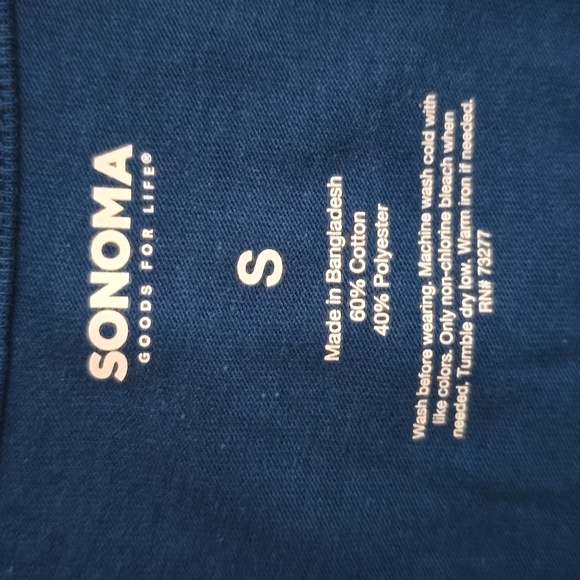 SONOMA
GOODS FOR LIFE®
S
Made in Bangladesh
60% Cotton
40% Polyester
Wash before wearing. Machine wash cold with
like colors. Only non-chlorine bleach when
needed. Tumble dry low. Warm iron if needed.
RN# 73277